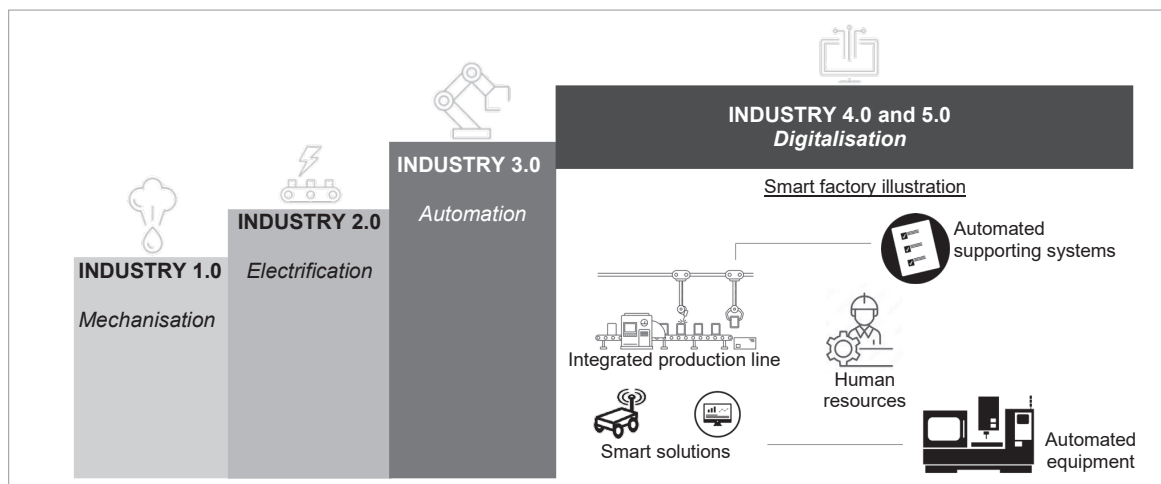 INDUSTRY 1.0
Mechanisation
INDUSTRY 2.0
Electrification
INDUSTRY 3.0
Automation
INDUSTRY 4.0 and 5.0
Digitalisation
Smart factory illustration
Automated
supporting systems
Integrated production line
Human
resources
Smart solutions
Automated
equipment